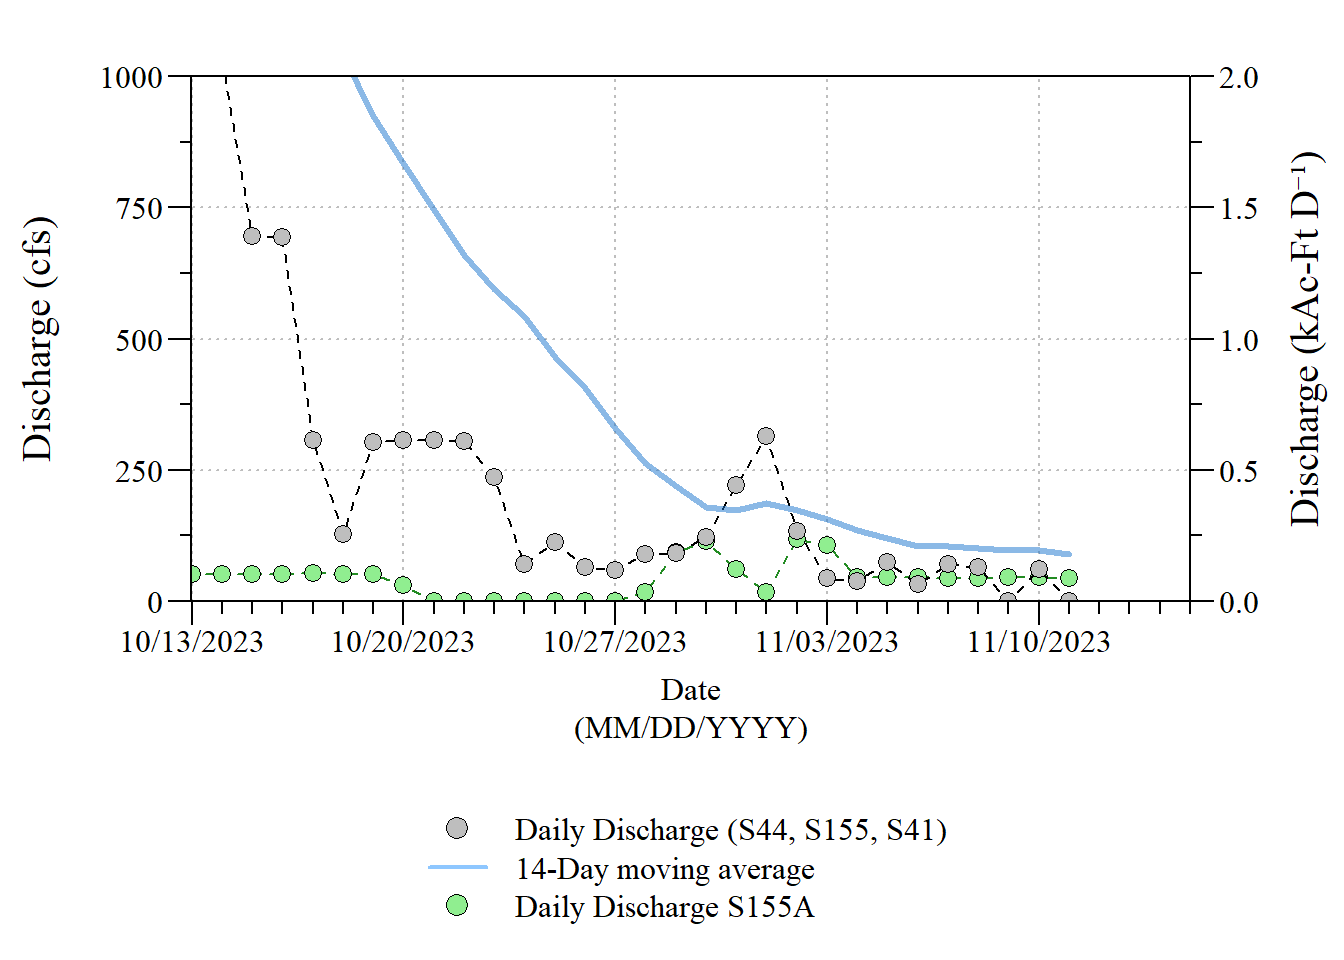 1000
750
500
250
0
2.0
1.5
1.0
0.5
0.0
Discharge (cfs)
Discharge (kAc-Ft D⁻¹)
10/13/2023 10/20/2023 10/27/2023 11/03/2023 11/10/2023
Date
(MM/DD/YYYY)
Daily Discharge (S44, S155, S41)
14-Day moving average
Daily Discharge S155A